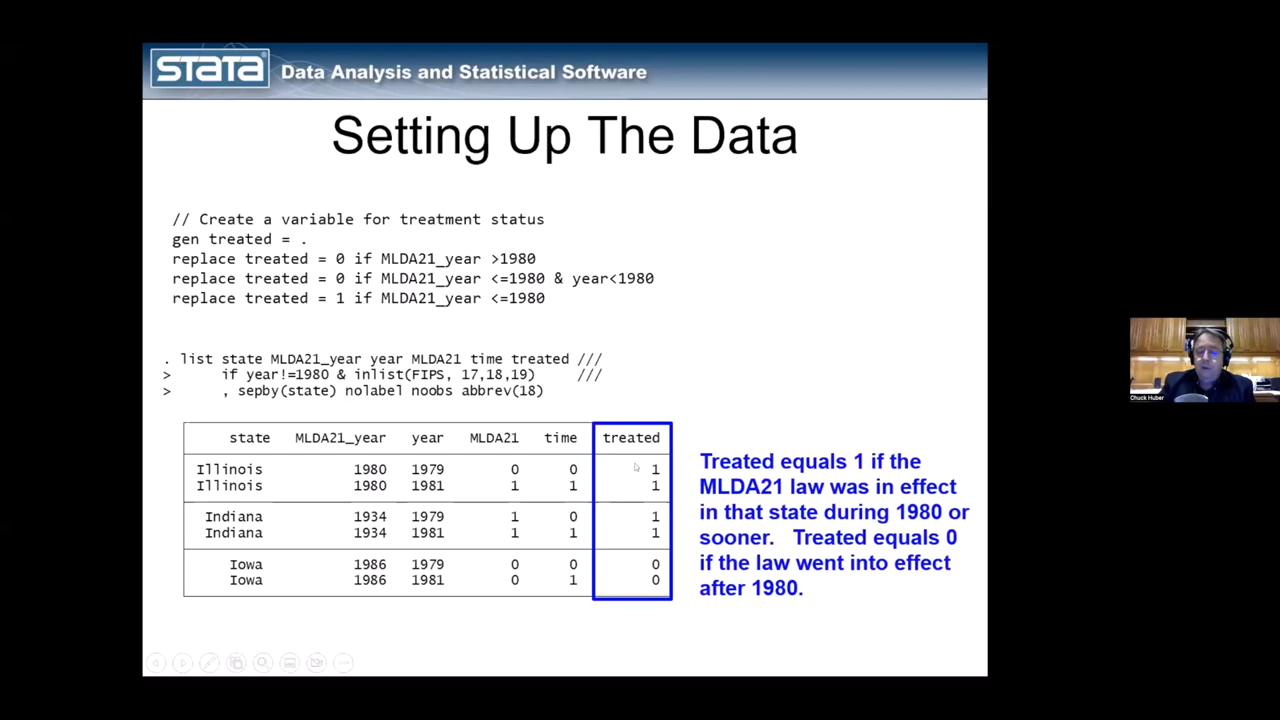 STATA® Data Analysis and Statistical Software
Setting Up The Data
// Create a variable for treatment status
gen treated = .
replace treated = 0 if MLDA21_year >1980
replace treated = 0 if MLDA21_year <=1980 & year<1980
replace treated = 1 if MLDA21_year <=1980
. list state MLDA21_year year MLDA21 time treated ///
> if year!=1980 & inlist(FIPS, 17,18,19) ///
> , sepby(state) nolabel noobs abbrev(18)
state MLDA21_year year MLDA21 time treated
Illinois 1980 1979 0 0 1
Illinois 1980 1981 1 1 1
Indiana 1934 1979 1 0 1
Indiana 1934 1981 1 1 1
Iowa 1986 1979 0 0 0
Iowa 1986 1981 0 1 0
Treated equals 1 if the
MLDA21 law was in effect
in that state during 1980 or
sooner. Treated equals 0
if the law went into effect
after 1980.
Chuck Huber